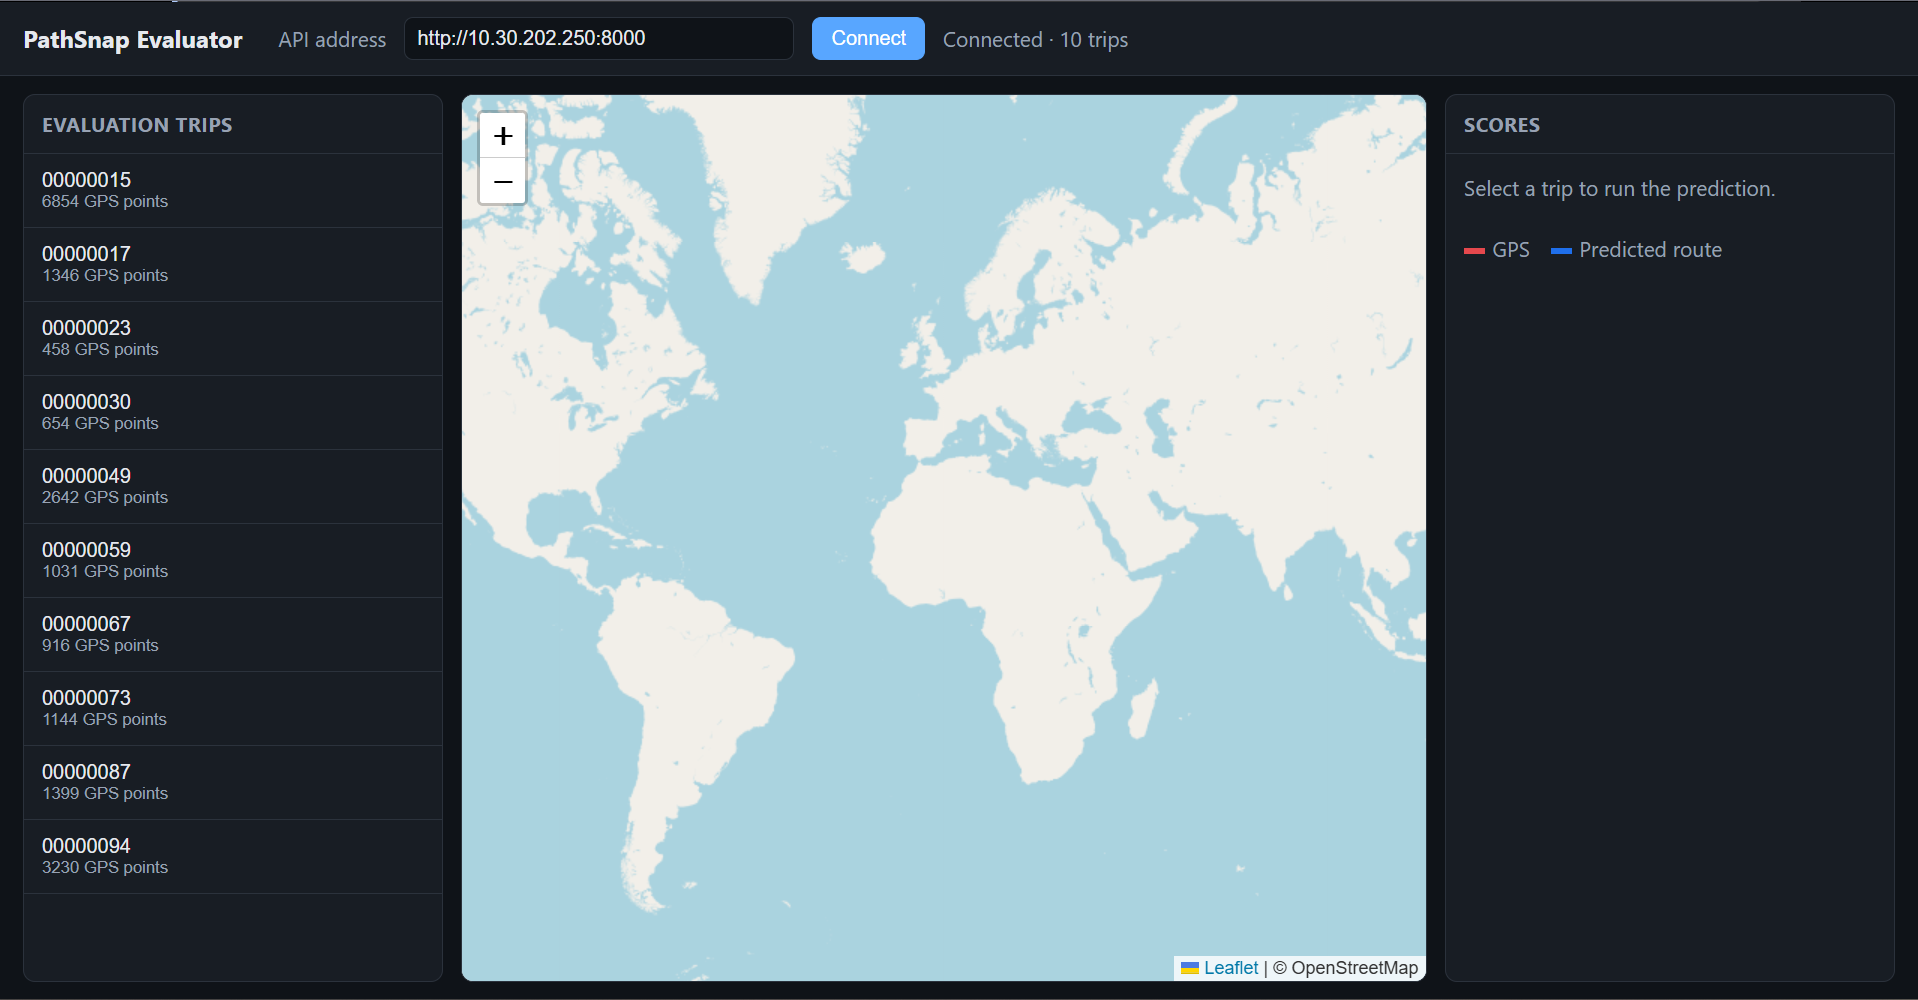 PathSnap Evaluator
API address
http://10.30.202.250:8000
Connect
Connected · 10 trips
EVALUATION TRIPS
00000015
6854 GPS points
00000017
1346 GPS points
00000023
458 GPS points
00000030
654 GPS points
00000049
2642 GPS points
00000059
1031 GPS points
00000067
916 GPS points
00000073
1144 GPS points
00000087
1399 GPS points
00000094
3230 GPS points
+
−
Leaflet | © OpenStreetMap
SCORES
Select a trip to run the prediction.
GPS
Predicted route